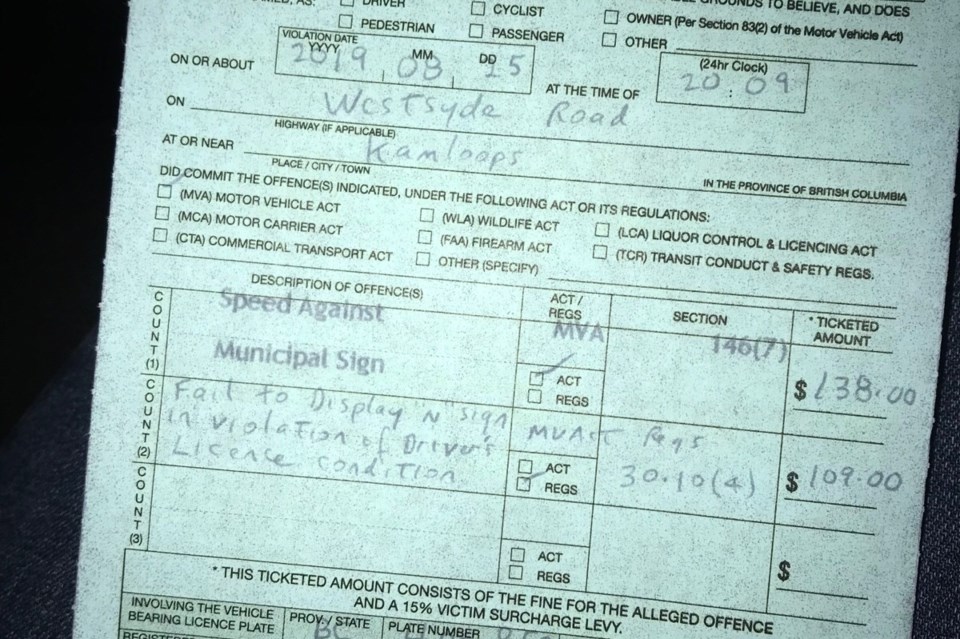 DRIVER
CYCLIST
GROUNDS TO BELIEVE, AND DOES
PEDESTRIAN
PASSENGER
OWNER (Per Section 83(2) of the Motor Vehicle Act)
OTHER
VIOLATION DATE
YYYY MM DD
(24hr Clock)
ON OR ABOUT 2019 03 25 AT THE TIME OF 20:09
ON Westsyde Road
HIGHWAY (IF APPLICABLE)
AT OR NEAR Kamloops
PLACE / CITY / TOWN
IN THE PROVINCE OF BRITISH COLUMBIA
DID COMMIT THE OFFENCE(S) INDICATED, UNDER THE FOLLOWING ACT OR ITS REGULATIONS:
(MVA) MOTOR VEHICLE ACT (WLA) WILDLIFE ACT (LCA) LIQUOR CONTROL & LICENCING ACT
(MCA) MOTOR CARRIER ACT (FAA) FIREARM ACT (TCR) TRANSIT CONDUCT & SAFETY REGS.
(CTA) COMMERCIAL TRANSPORT ACT OTHER (SPECIFY)
DESCRIPTION OF OFFENCE(S) ACT / REGS SECTION * TICKETED AMOUNT
COUNT (1)
Speed Against MVA 146(7)
Municipal Sign
ACT
REGS
$ 138.00
COUNT (2)
Fail to Display N sign
in violation of Driver's MVAct Regs
License condition.
ACT
REGS
30.10(4) $ 109.00
COUNT (3)
ACT
REGS
$
* THIS TICKETED AMOUNT CONSISTS OF THE FINE FOR THE ALLEGED OFFENCE
AND A 15% VICTIM SURCHARGE LEVY.
INVOLVING THE VEHICLE PROV./STATE PLATE NUMBER
BEARING LICENCE PLATE BC